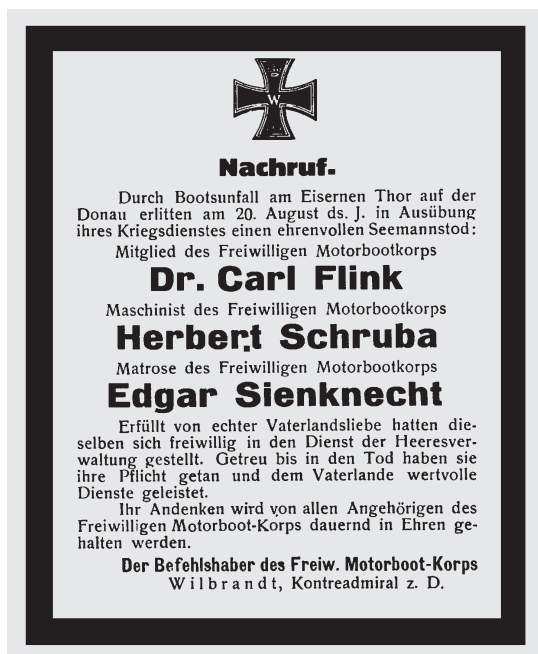 W
Nachruf.
Durch Bootsunfall am Eisernen Thor auf der
Donau erlitten am 20. August ds. J. in Ausübung
ihres Kriegsdienstes einen ehrenvollen Seemannstod:
Mitglied des Freiwilligen Motorbootkorps
Dr. Carl Flink
Maschinist des Freiwilligen Motorbootkorps
Herbert Schruba
Matrose des Freiwilligen Motorbootkorps
Edgar Sienknecht
Erfüllt von echter Vaterlandsliebe hatten die-
selben sich freiwillig in den Dienst der Heeresver-
waltung gestellt. Getreu bis in den Tod haben sie
ihre Pflicht getan und dem Vaterlande wertvolle
Dienste geleistet.
Ihr Andenken wird von allen Angehörigen des
Freiwilligen Motorboot-Korps dauernd in Ehren ge-
halten werden.
Der Befehlshaber des Freiw. Motorboot-Korps
Wilbrandt, Kontreadmiral z. D.